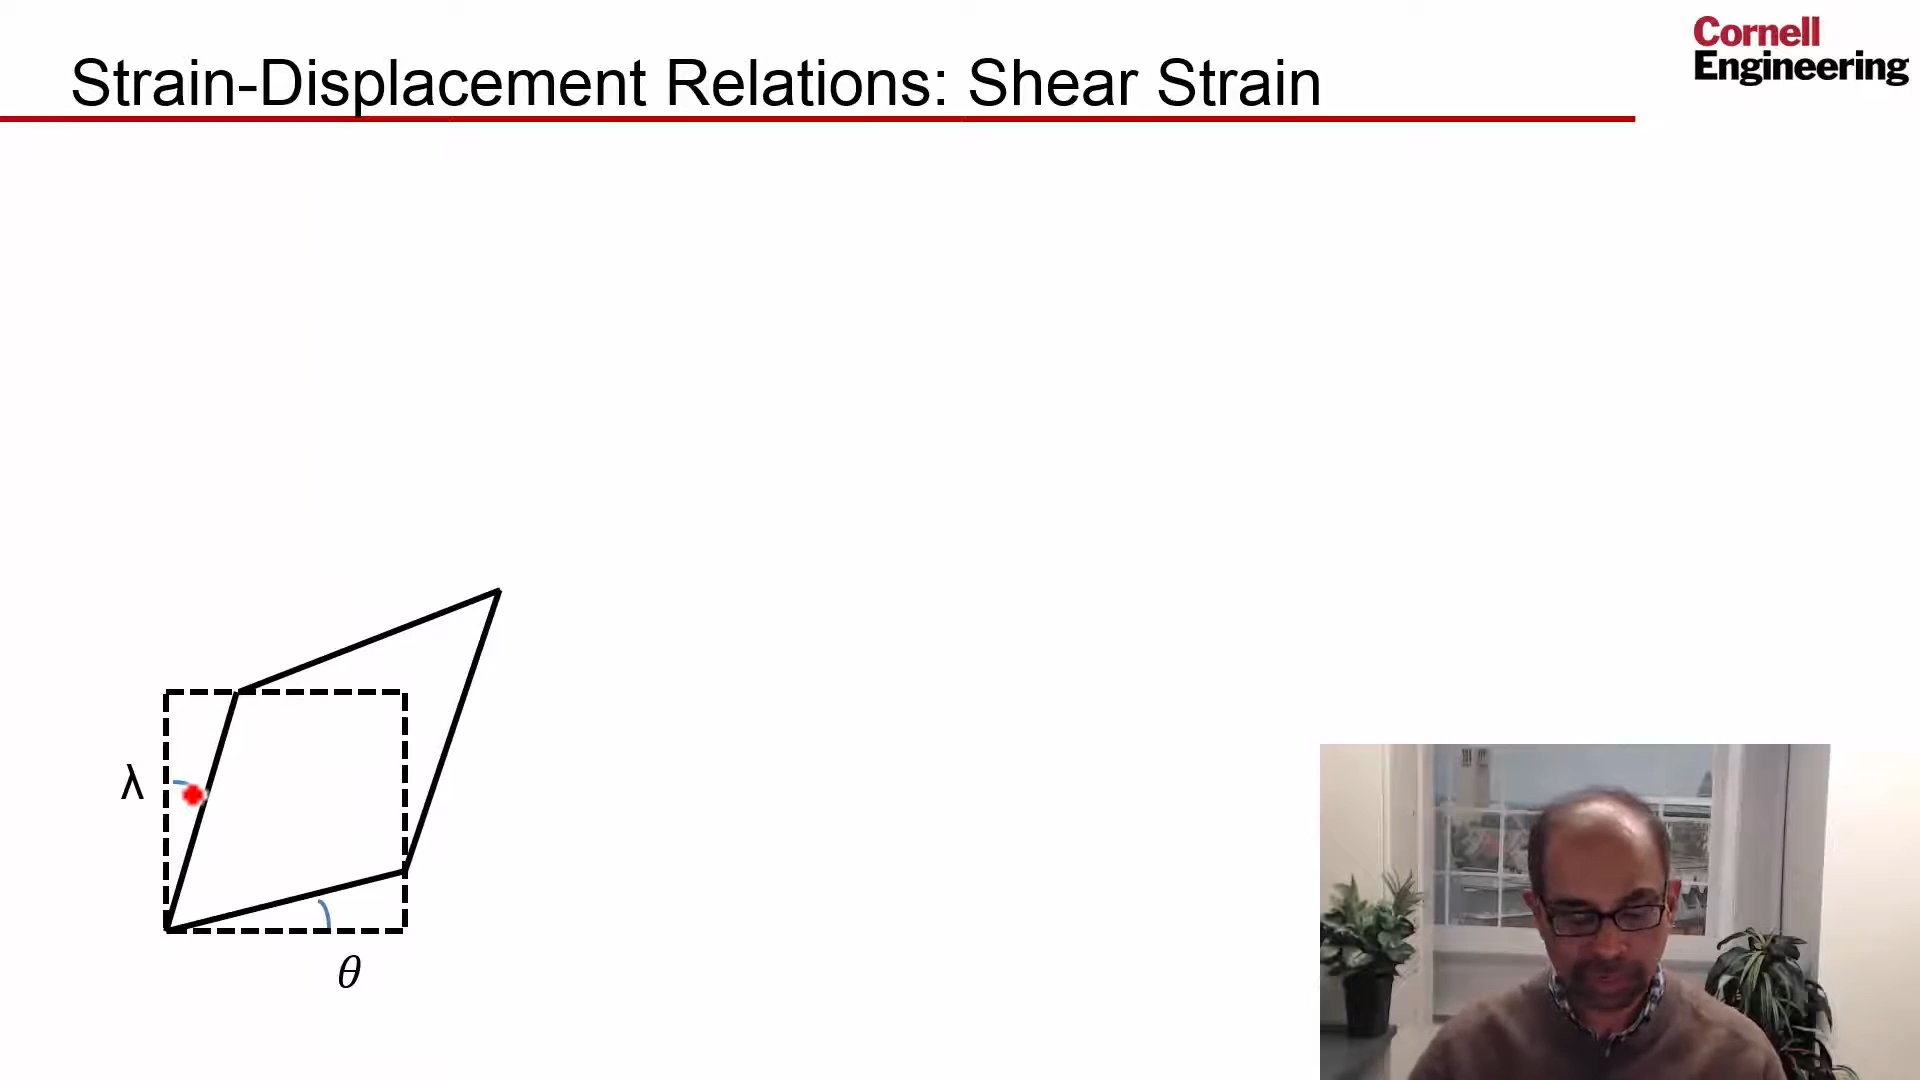 Strain-Displacement Relations: Shear Strain
Cornell
Engineering
λ
θ